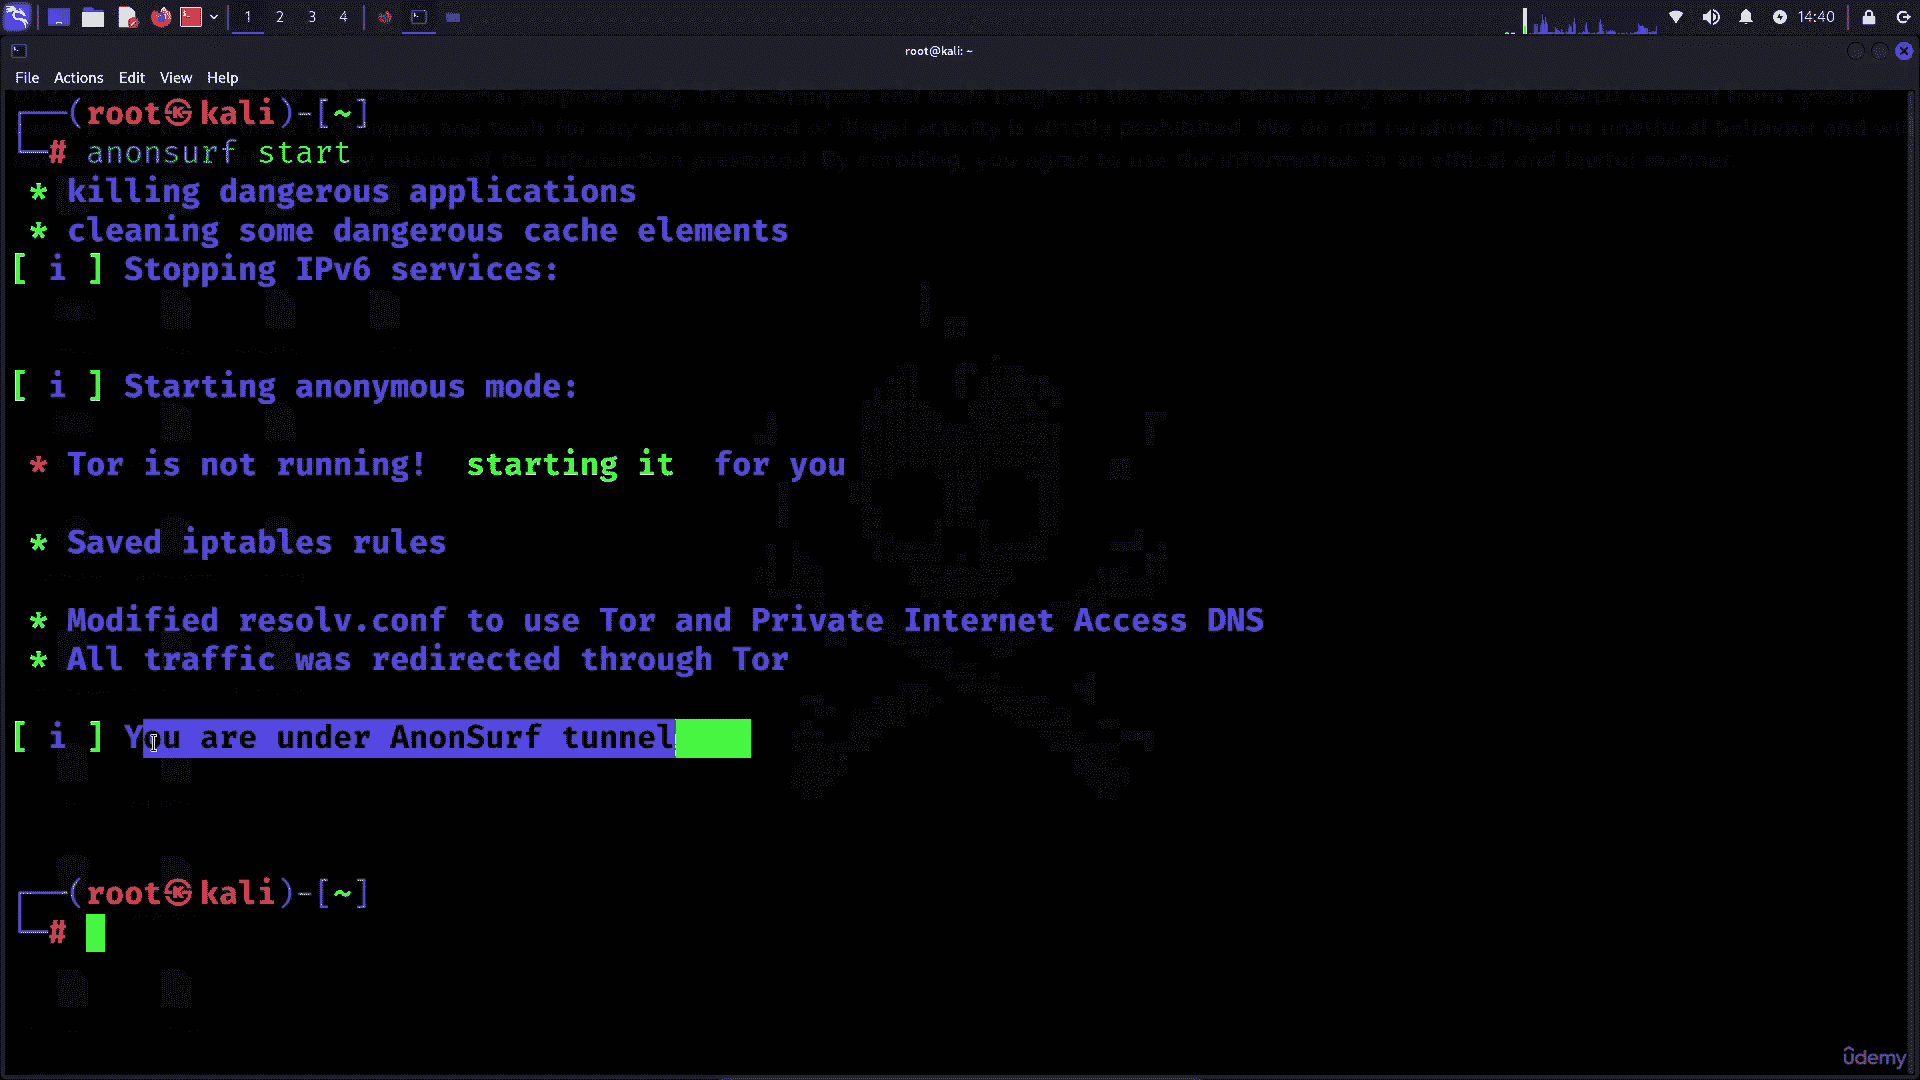 1 2 3 4 14:40
root@kali: ~
File Actions Edit View Help
(root㉿kali)-[~]
# anonsurf start
* killing dangerous applications
* cleaning some dangerous cache elements
[ i ] Stopping IPv6 services:
[ i ] Starting anonymous mode:
* Tor is not running! starting it for you
* Saved iptables rules
* Modified resolv.conf to use Tor and Private Internet Access DNS
* All traffic was redirected through Tor
[ i ] You are under AnonSurf tunnel
(root㉿kali)-[~]
#
ûdemy